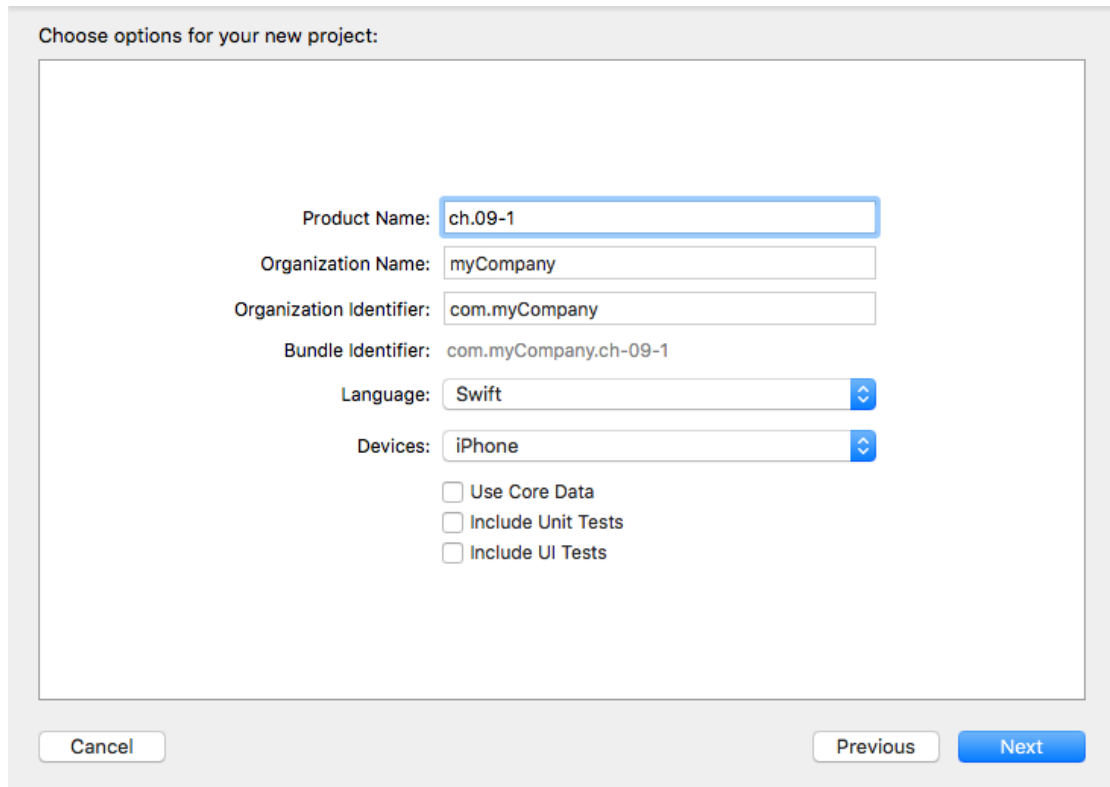 Choose options for your new project:
Product Name: ch.09-1
Organization Name: myCompany
Organization Identifier: com.myCompany
Bundle Identifier: com.myCompany.ch-09-1
Language: Swift
Devices: iPhone
Use Core Data
Include Unit Tests
Include UI Tests
Cancel Previous Next